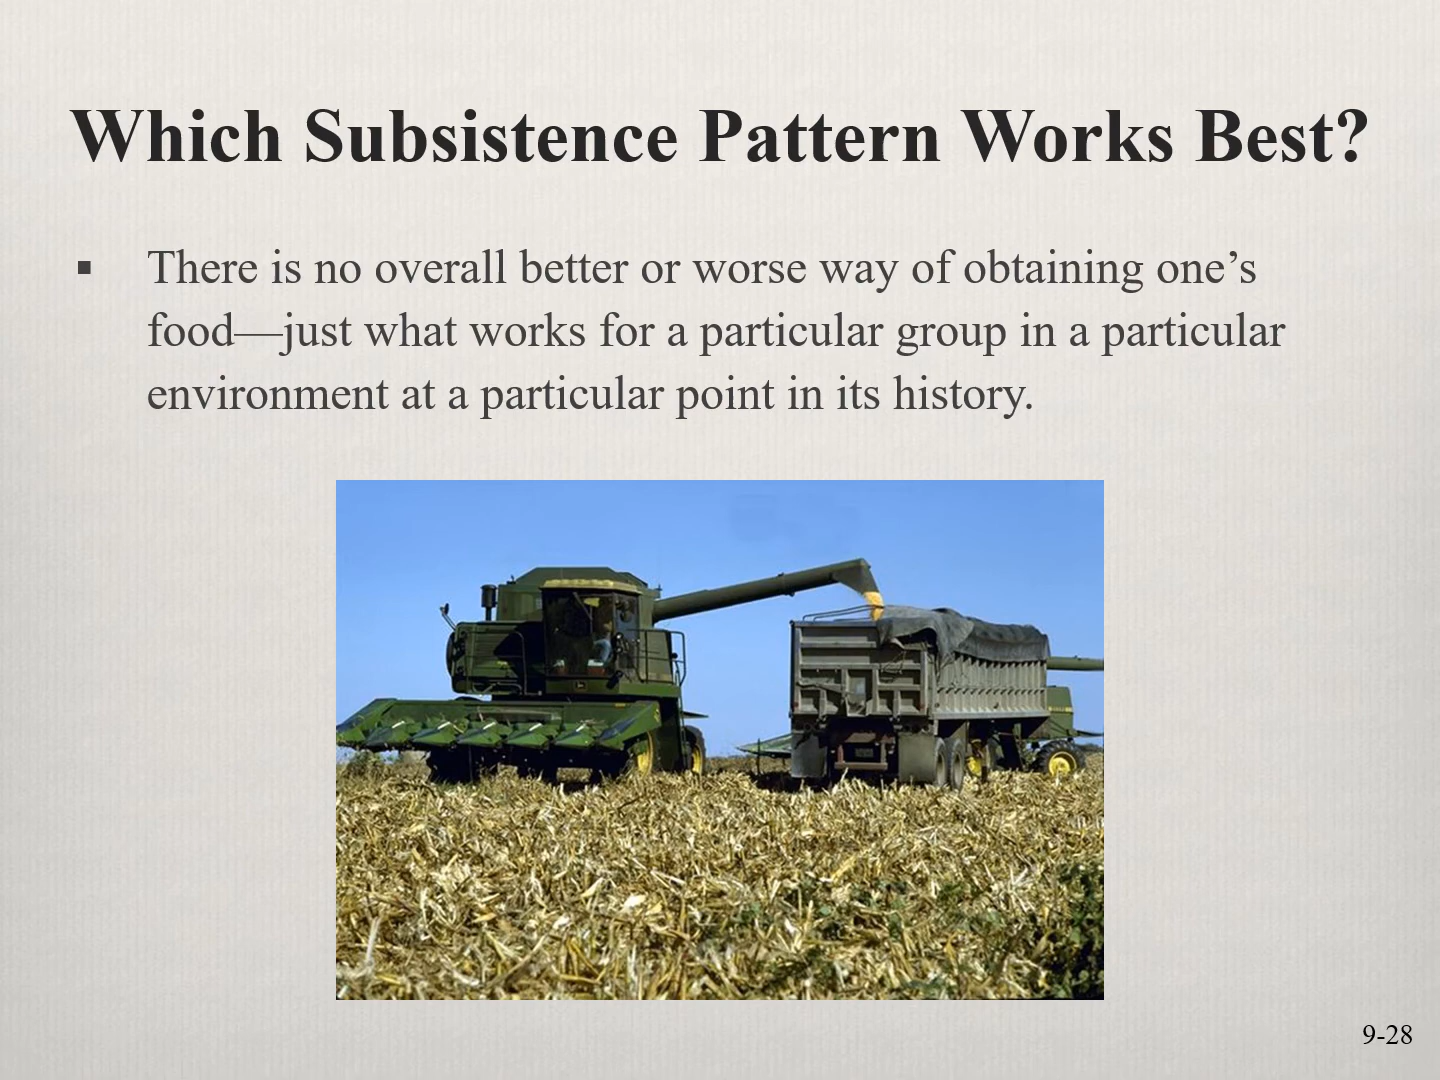 Which Subsistence Pattern Works Best?
▪ There is no overall better or worse way of obtaining one’s
food—just what works for a particular group in a particular
environment at a particular point in its history.
9-28